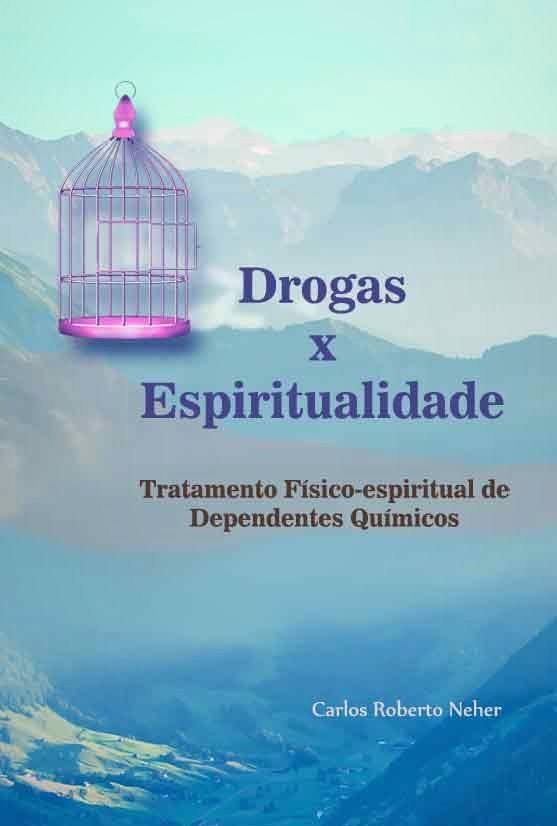 Drogas
x
Espiritualidade
Tratamento Físico-espiritual de
Dependentes Químicos
Carlos Roberto Neher